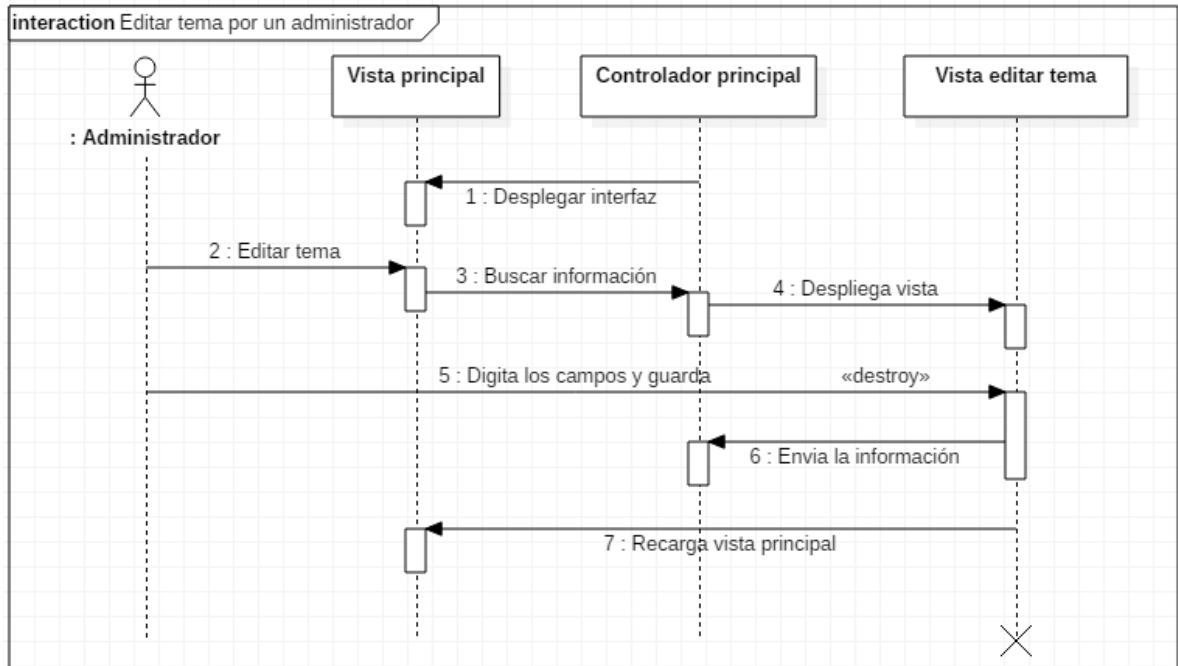 interaction Editar tema por un administrador
Vista principal
Controlador principal
Vista editar tema
: Administrador
1 : Desplegar interfaz
2 : Editar tema
3 : Buscar información
4 : Despliega vista
5 : Digita los campos y guarda
«destroy»
6 : Envia la información
7 : Recarga vista principal